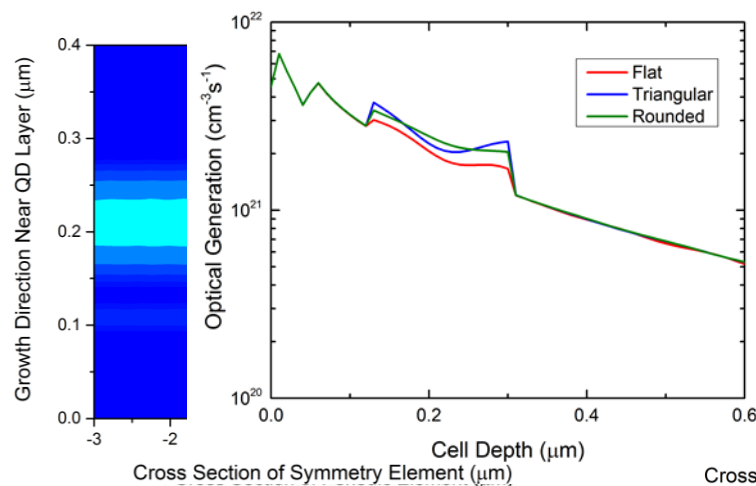 Growth Direction Near QD Layer (μm)
0.4
0.3
0.2
0.1
0.0
-3
-2
Optical Generation (cm⁻³s⁻¹)
10²²
10²¹
10²⁰
Flat
Triangular
Rounded
0.0
0.2
0.4
0.6
Cell Depth (μm)
Cross Section of Symmetry Element (μm)
Cross